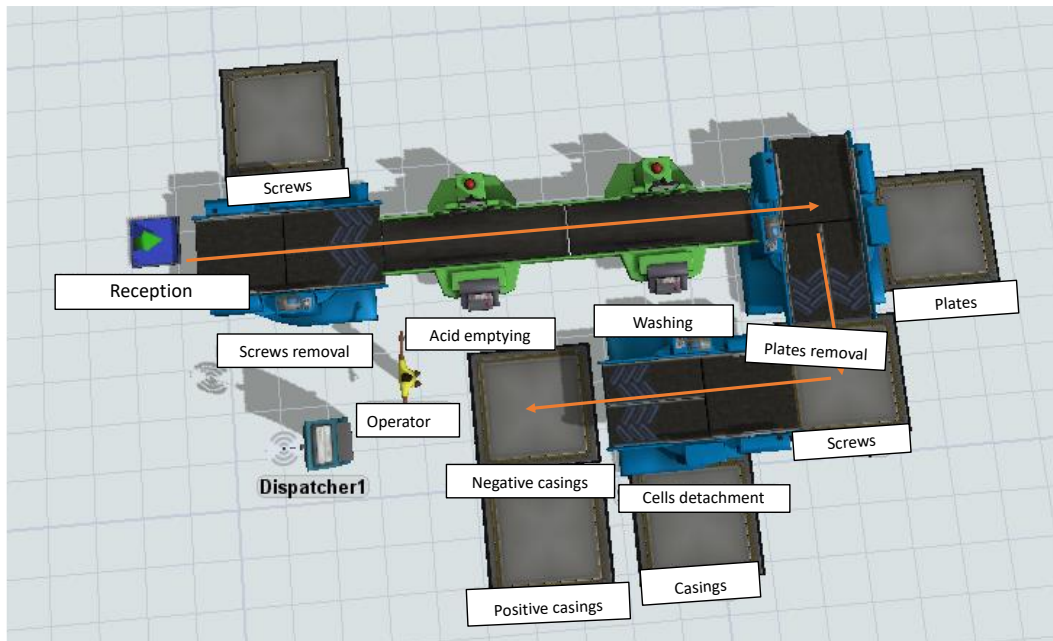 Screws
Reception
Plates
Washing
Acid emptying
Screws removal
Plates removal
Operator
Screws
Dispatcher1
Negative casings
Cells detachment
Casings
Positive casings